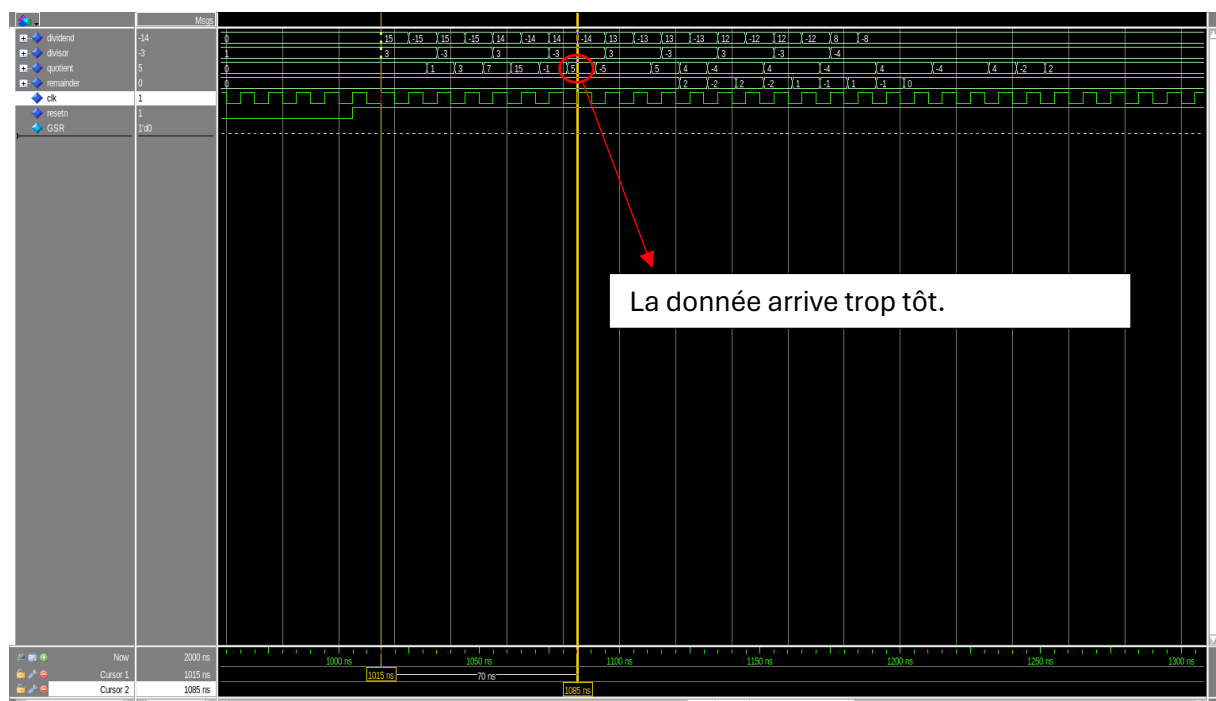 Msgs
dividend -14 0 15 -15 15 -15 14 -14 14 -14 13 -13 13 -13 12 -12 12 -12 8 -8
divisor -3 1 3 -3 3 -3 3 -3 3 -3 -4
quotient 5 0 1 3 7 15 -1 5 -5 5 4 -4 4 -4 4 -4 4 -2 2
remainder 0 0 2 -2 2 -2 1 -1 1 -1 0
clk 1
resetn 1
GSR 1'd0
La donnée arrive trop tôt.
Now 2000 ns 1000 ns 1050 ns 1100 ns 1150 ns 1200 ns 1250 ns 1300 ns
Cursor 1 1015 ns 1015 ns 70 ns
Cursor 2 1085 ns 1085 ns